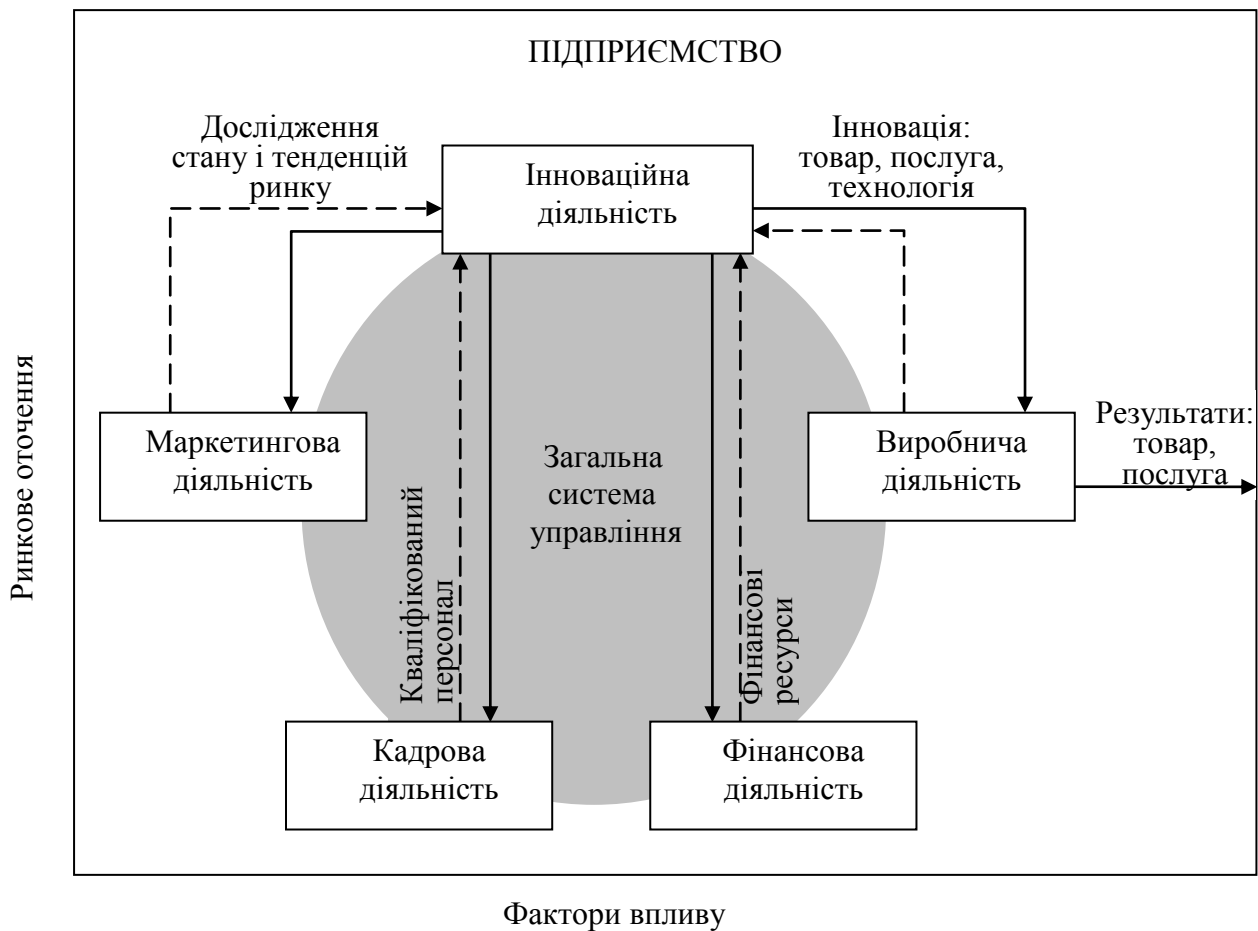 ПІДПРИЄМСТВО
Дослідження
стану і тенденцій
ринку
Інноваційна
діяльність
Інновація:
товар, послуга,
технологія
Ринкове оточення
Маркетингова
діяльність
Загальна
система
управління
Виробнича
діяльність
Результати:
товар,
послуга
Кваліфікований
персонал
Фінансові
ресурси
Кадрова
діяльність
Фінансова
діяльність
Фактори впливу